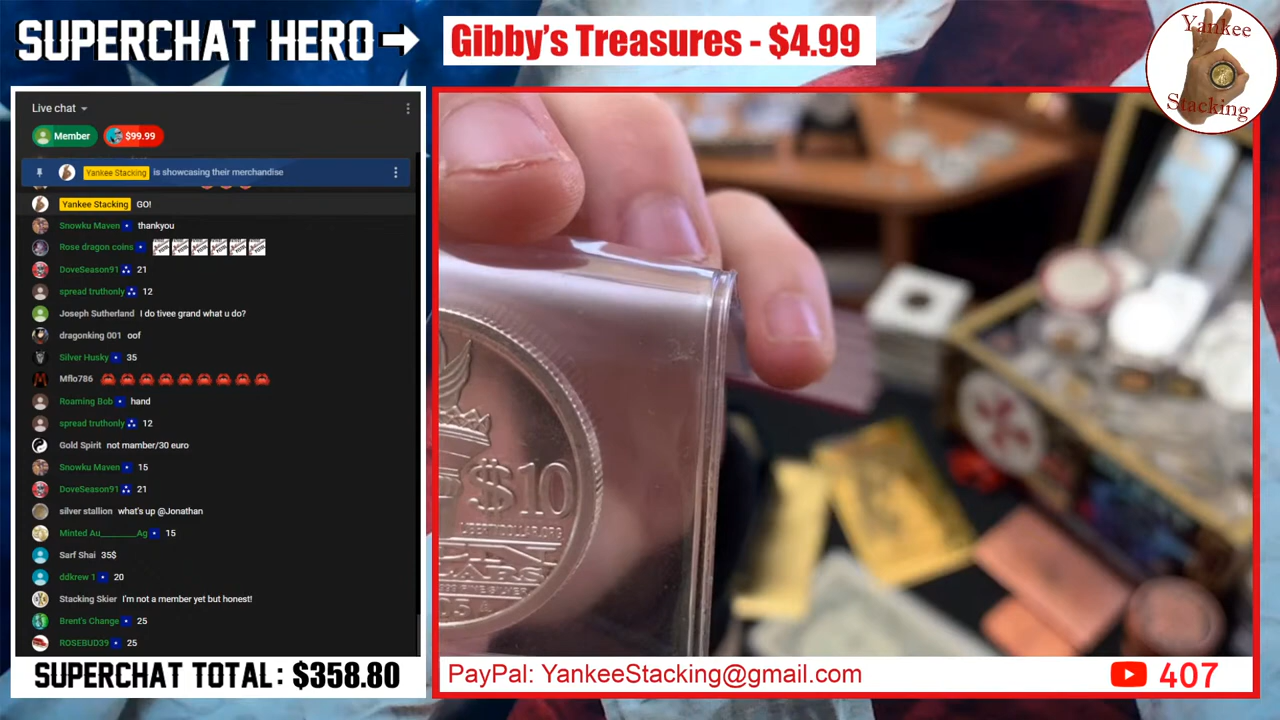 SUPERCHAT HERO
Gibby's Treasures - $4.99
Yankee
Stacking
Live chat
Member
$99.99
Yankee Stacking is showcasing their merchandise
Yankee Stacking GO!
Snowku Maven thankyou
Rose dragon coins
DoveSeason91 21
spread truthonly 12
Joseph Sutherland I do tivee grand what u do?
dragonking 001 oof
Silver Husky 35
Mflo786
Roaming Bob hand
spread truthonly 12
Gold Spirit not mamber/30 euro
Snowku Maven 15
DoveSeason91 21
silver stallion what's up @Jonathan
Minted Au_______Ag 15
Sarf Shai 35$
ddkrew 1 20
Stacking Skier I'm not a member yet but honest!
Brent's Change 25
ROSEBUD39 25
SUPERCHAT TOTAL: $358.80
$10
LIBERTYDOLLAR.ORG
PayPal: YankeeStacking@gmail.com
407